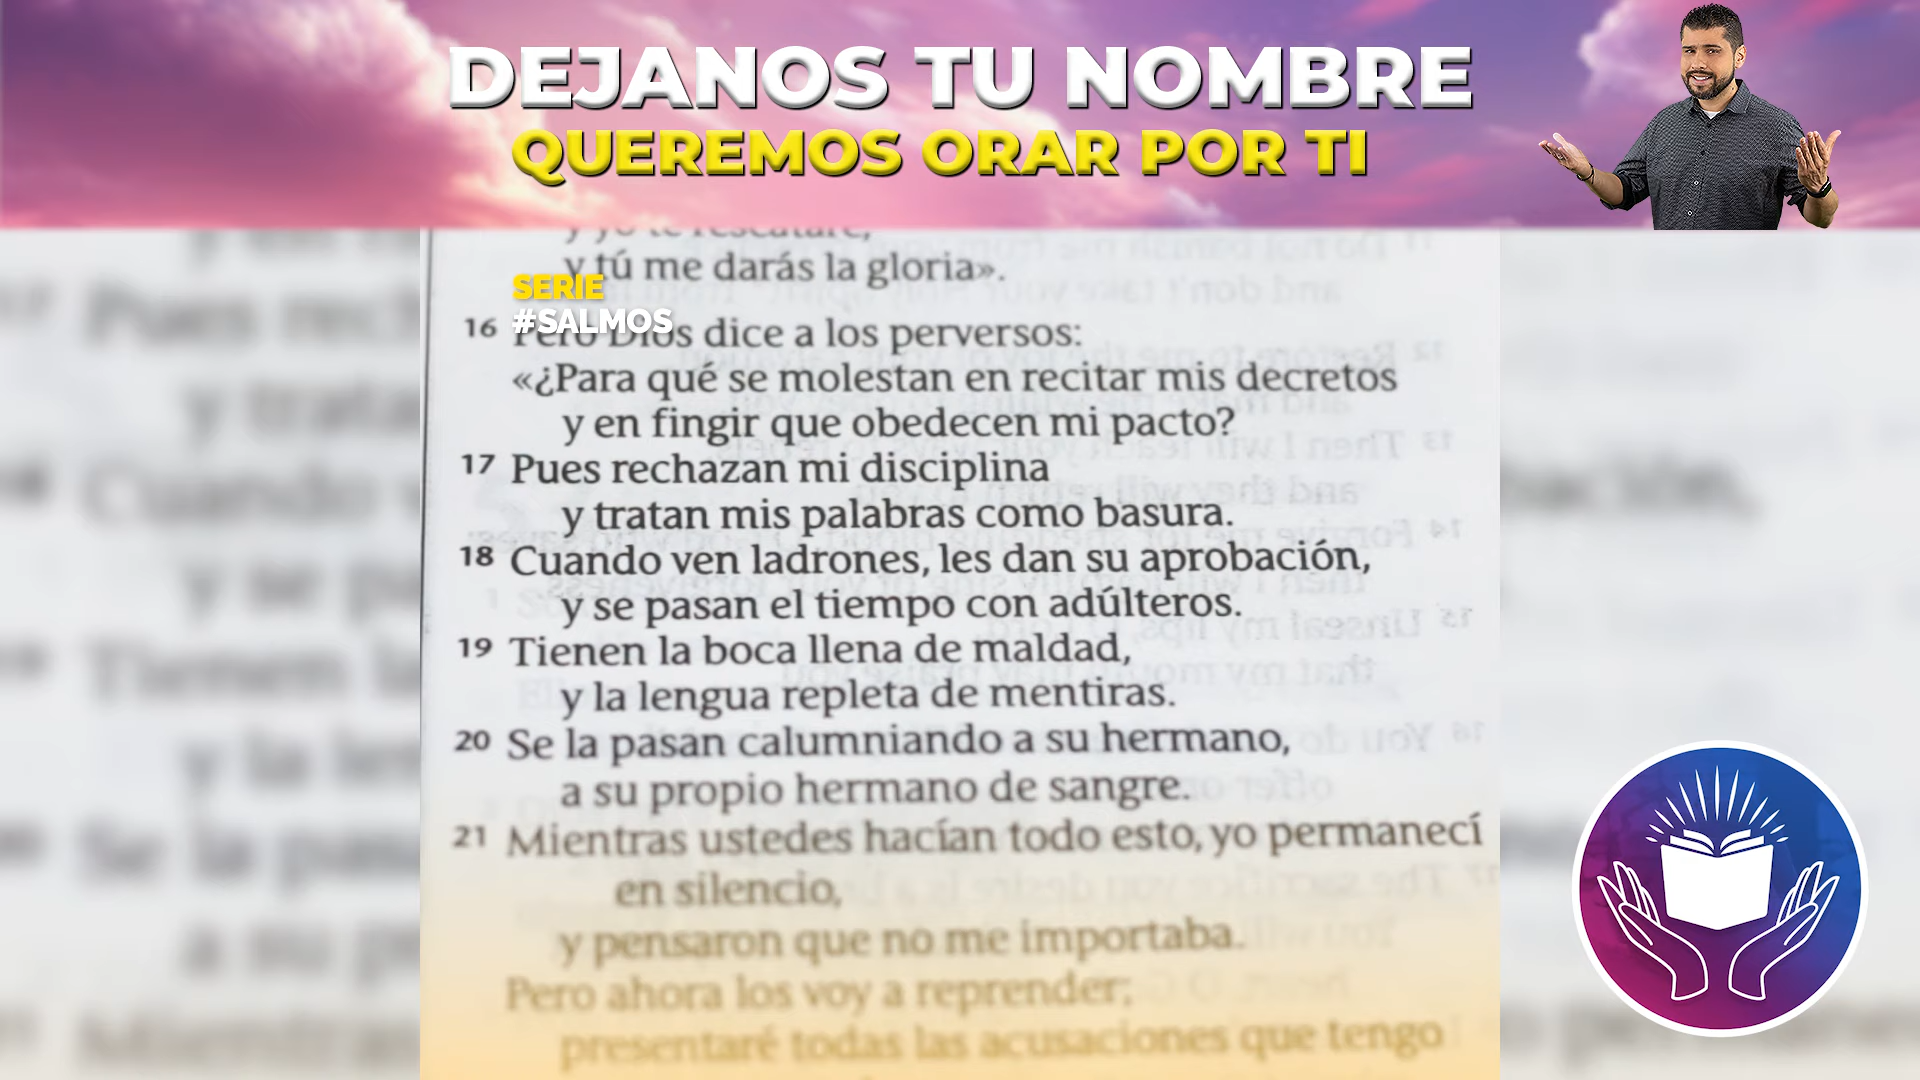 DEJANOS TU NOMBRE
QUEREMOS ORAR POR TI
y yo te rescataré,
y tú me darás la gloria».
SERIE
#SALMOS
16 Pero Dios dice a los perversos:
«¿Para qué se molestan en recitar mis decretos
y en fingir que obedecen mi pacto?
17 Pues rechazan mi disciplina
y tratan mis palabras como basura.
18 Cuando ven ladrones, les dan su aprobación,
y se pasan el tiempo con adúlteros.
19 Tienen la boca llena de maldad,
y la lengua repleta de mentiras.
20 Se la pasan calumniando a su hermano,
a su propio hermano de sangre.
21 Mientras ustedes hacían todo esto, yo permanecí
en silencio,
y pensaron que no me importaba.
Pero ahora los voy a reprender;
presentaré todas las acusaciones que tengo